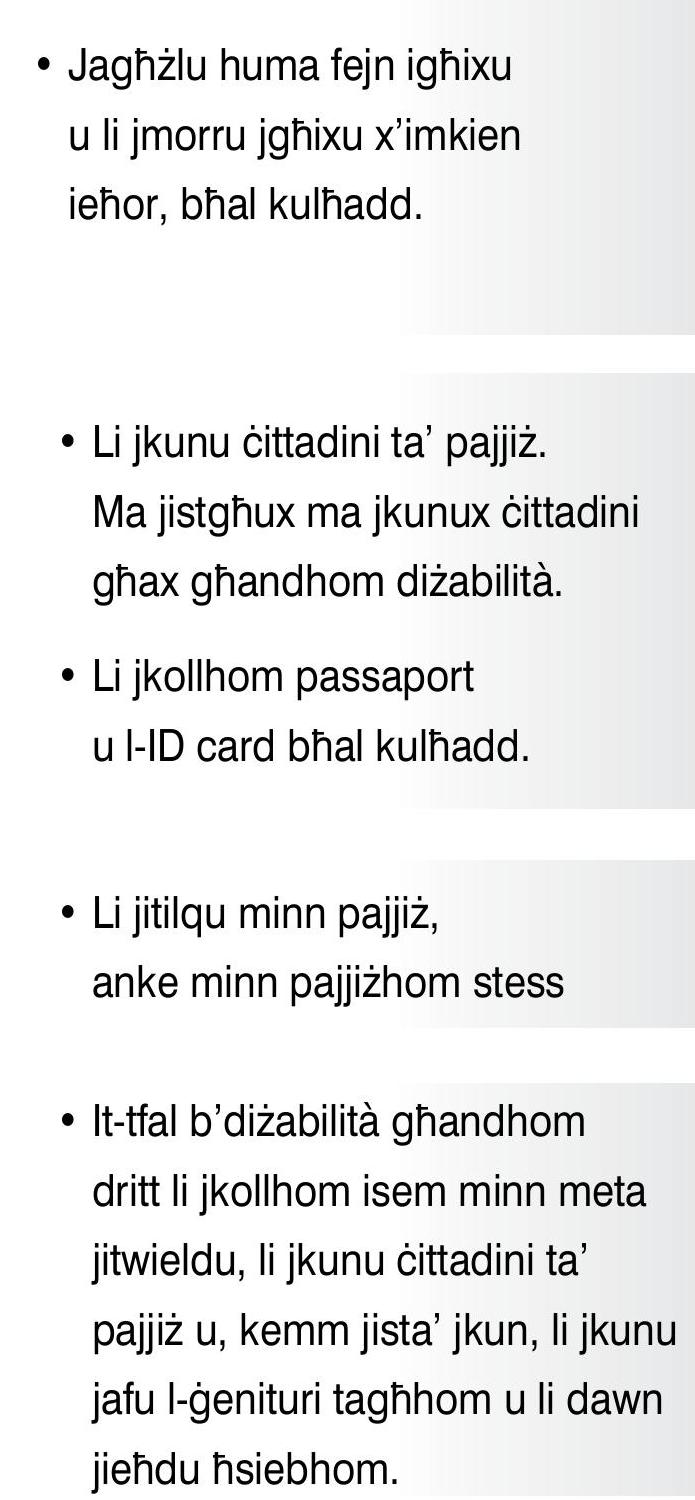 • Jagħżlu huma fejn igħixu
u li jmorru jgħixu x’imkien
ieħor, bħal kulħadd.
• Li jkunu ċittadini ta’ pajjiż.
Ma jistgħux ma jkunux ċittadini
għax għandhom diżabilità.
• Li jkollhom passaport
u l-ID card bħal kulħadd.
• Li jitilqu minn pajjiż,
anke minn pajjiżhom stess
• It-tfal b’diżabilità għandhom
dritt li jkollhom isem minn meta
jitwieldu, li jkunu ċittadini ta’
pajjiż u, kemm jista’ jkun, li jkunu
jafu l-ġenituri tagħhom u li dawn
jieħdu ħsiebhom.